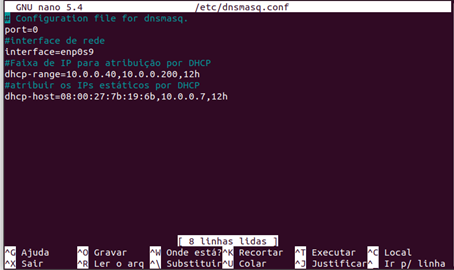 GNU nano 5.4 /etc/dnsmasq.conf
# Configuration file for dnsmasq.
port=0
#interface de rede
interface=enp0s9
#Faixa de IP para atribuição por DHCP
dhcp-range=10.0.0.40,10.0.0.200,12h
#atribuir os IPs estáticos por DHCP
dhcp-host=08:00:27:7b:19:6b,10.0.0.7,12h
[ 8 linhas lidas ]
^G Ajuda ^O Gravar ^W Onde está? ^K Recortar ^T Executar ^C Local
^X Sair ^R Ler o arq ^\ Substituir ^U Colar ^J Justificar ^_ Ir p/ linha